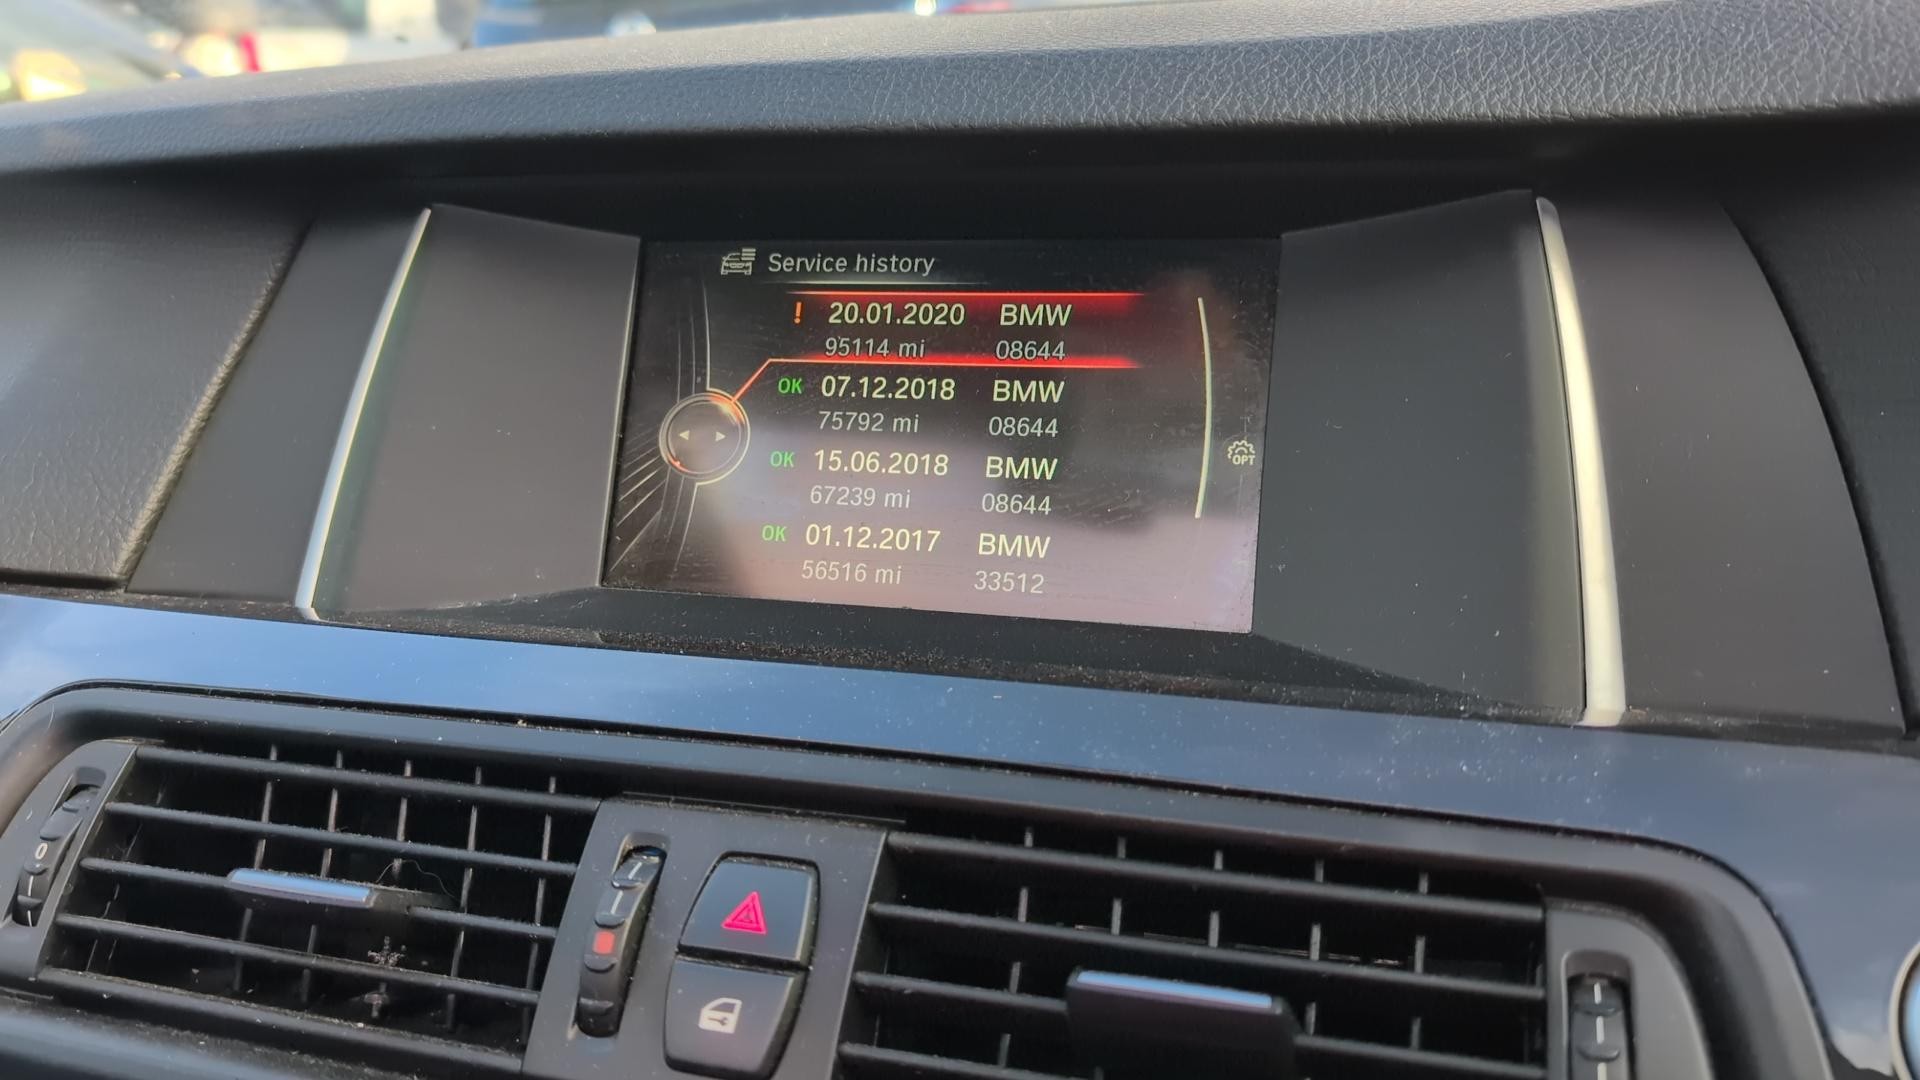 Service history
! 20.01.2020 BMW
95114 mi 08644
OK 07.12.2018 BMW
75792 mi 08644
OK 15.06.2018 BMW
67239 mi 08644
OPT
OK 01.12.2017 BMW
56516 mi 33512
0